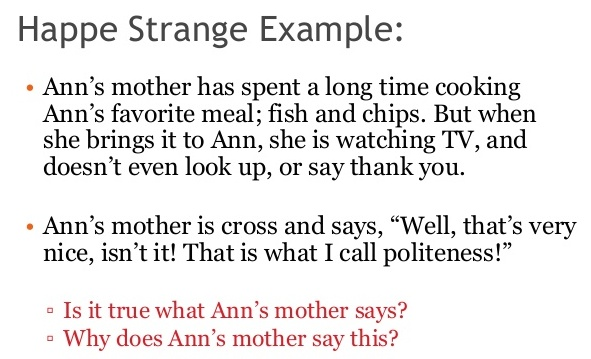 Happe Strange Example:
• Ann's mother has spent a long time cooking
Ann's favorite meal; fish and chips. But when
she brings it to Ann, she is watching TV, and
doesn't even look up, or say thank you.
• Ann's mother is cross and says, “Well, that's very
nice, isn't it! That is what I call politeness!”
▫ Is it true what Ann's mother says?
▫ Why does Ann's mother say this?